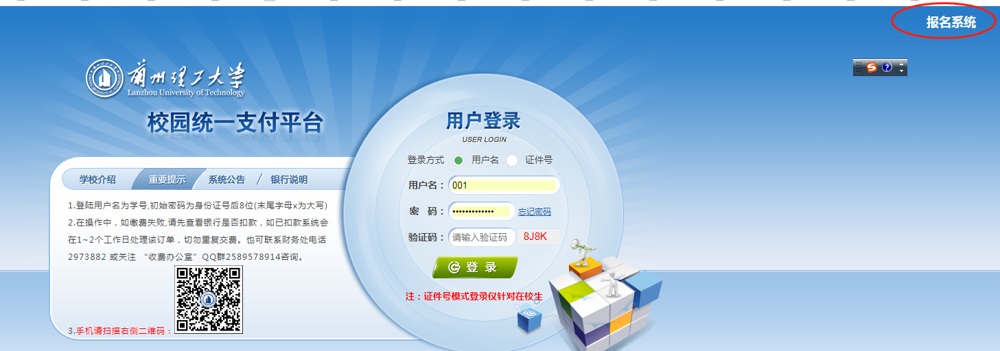 报名系统
兰州理工大学
Lanzhou University of Technology
校园统一支付平台
学校介绍 重要提示 系统公告 / 银行说明
1.登陆用户名为学号,初始密码为身份证号后8位(末尾字母x为大写)
2.在操作中，如缴费失败,请先查看银行是否扣款，如已扣款系统会
在1~2个工作日处理该订单，切勿重复交费。也可联系财务处电话
2973882 或关注 “收费办公室”QQ群2589578914咨询。
3.手机请扫描右侧二维码：
用户登录
USER LOGIN
登录方式 用户名 证件号
用户名： 001
密 码： ••••••••••••• 忘记密码
验证码： 请输入验证码 8J8K
登 录
注：证件号模式登录仅针对在校生